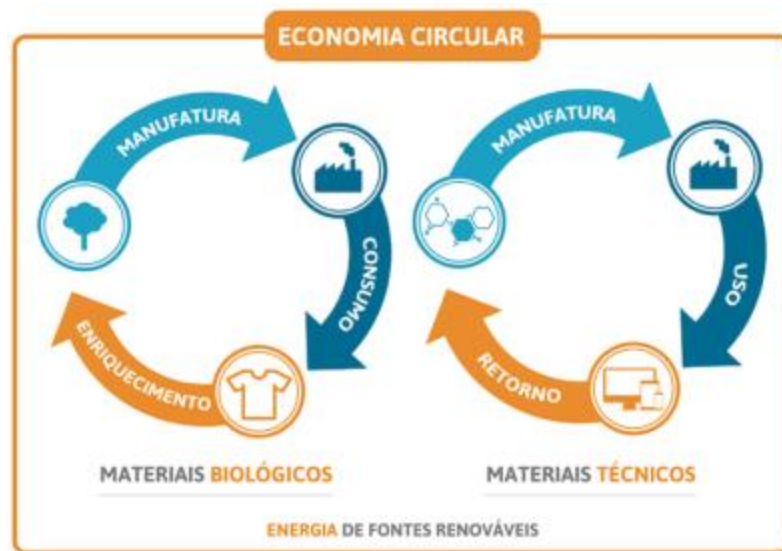 ECONOMIA CIRCULAR
MANUFATURA
CONSUMO
ENRIQUECIMENTO
MATERIAIS BIOLÓGICOS
MANUFATURA
USO
RETORNO
MATERIAIS TÉCNICOS
ENERGIA DE FONTES RENOVÁVEIS